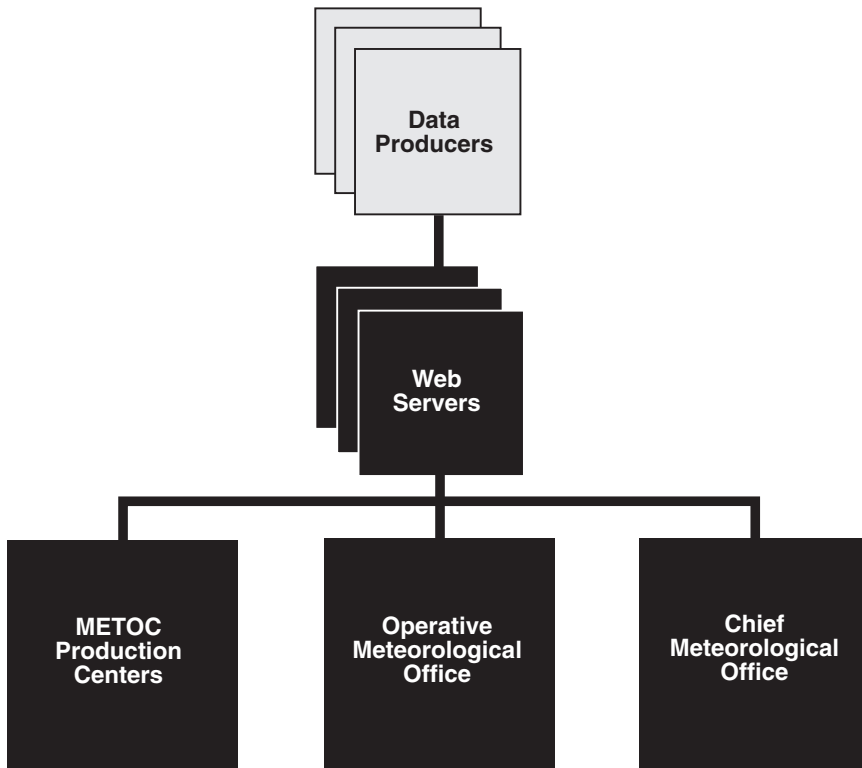 Data
Producers
Web
Servers
METOC
Production
Centers
Operative
Meteorological
Office
Chief
Meteorological
Office